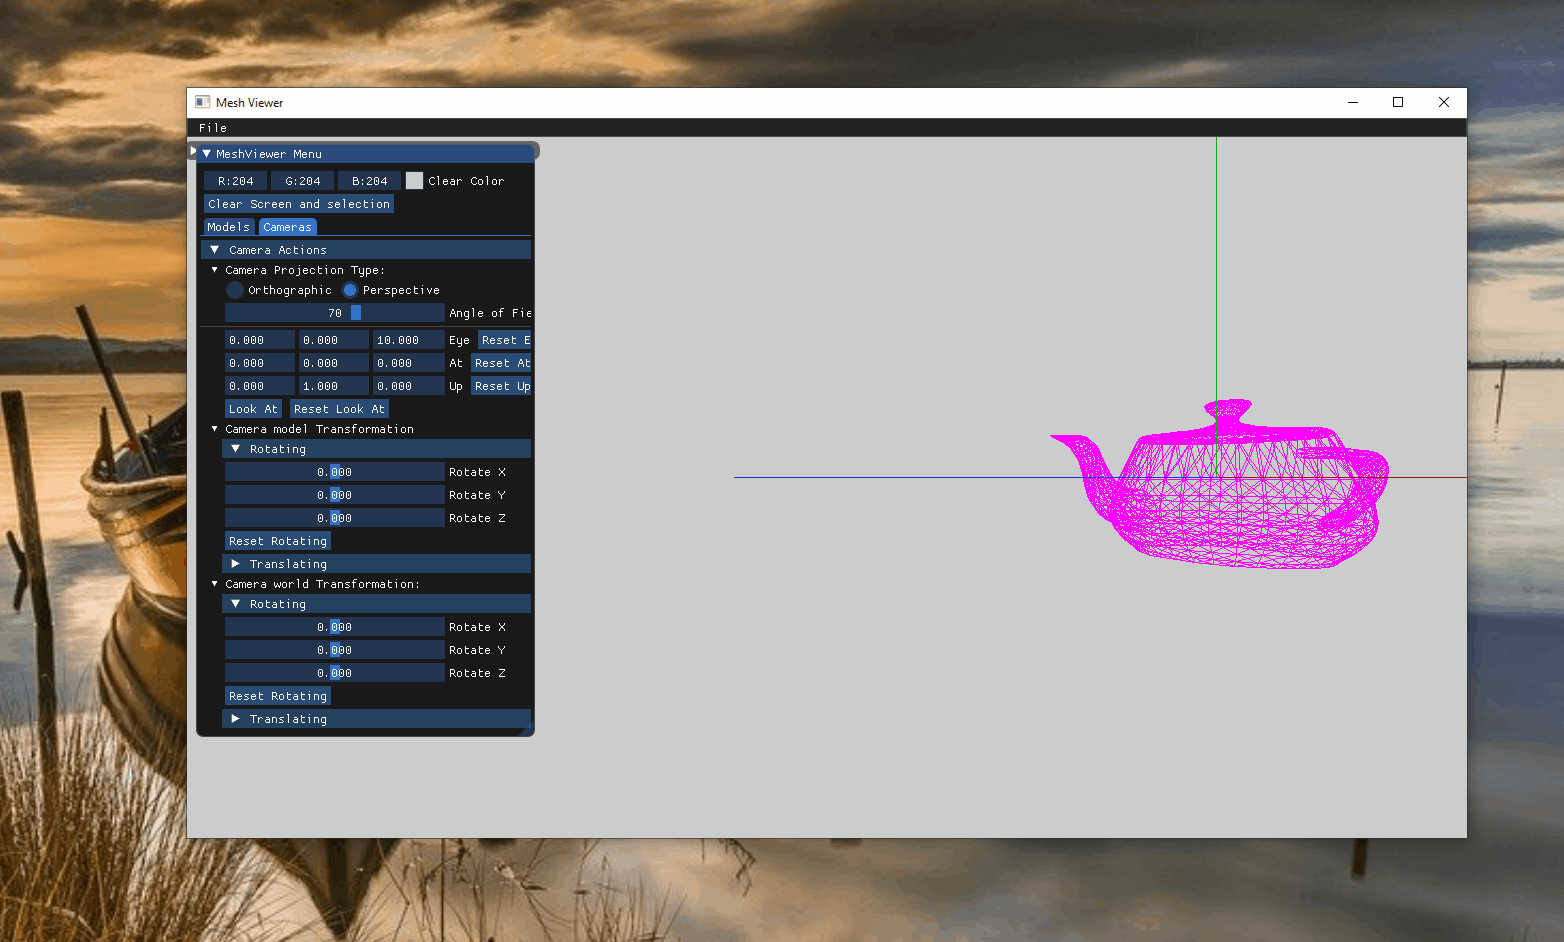 Mesh Viewer
File
MeshViewer Menu
R:204 G:204 B:204 Clear Color
Clear Screen and selection
Models Cameras
Camera Actions
Camera Projection Type:
Orthographic Perspective
70 Angle of Fie
0.000 0.000 10.000 Eye Reset E
0.000 0.000 0.000 At Reset At
0.000 1.000 0.000 Up Reset Up
Look At Reset Look At
Camera model Transformation
Rotating
0.000 Rotate X
0.000 Rotate Y
0.000 Rotate Z
Reset Rotating
Translating
Camera world Transformation:
Rotating
0.000 Rotate X
0.000 Rotate Y
0.000 Rotate Z
Reset Rotating
Translating